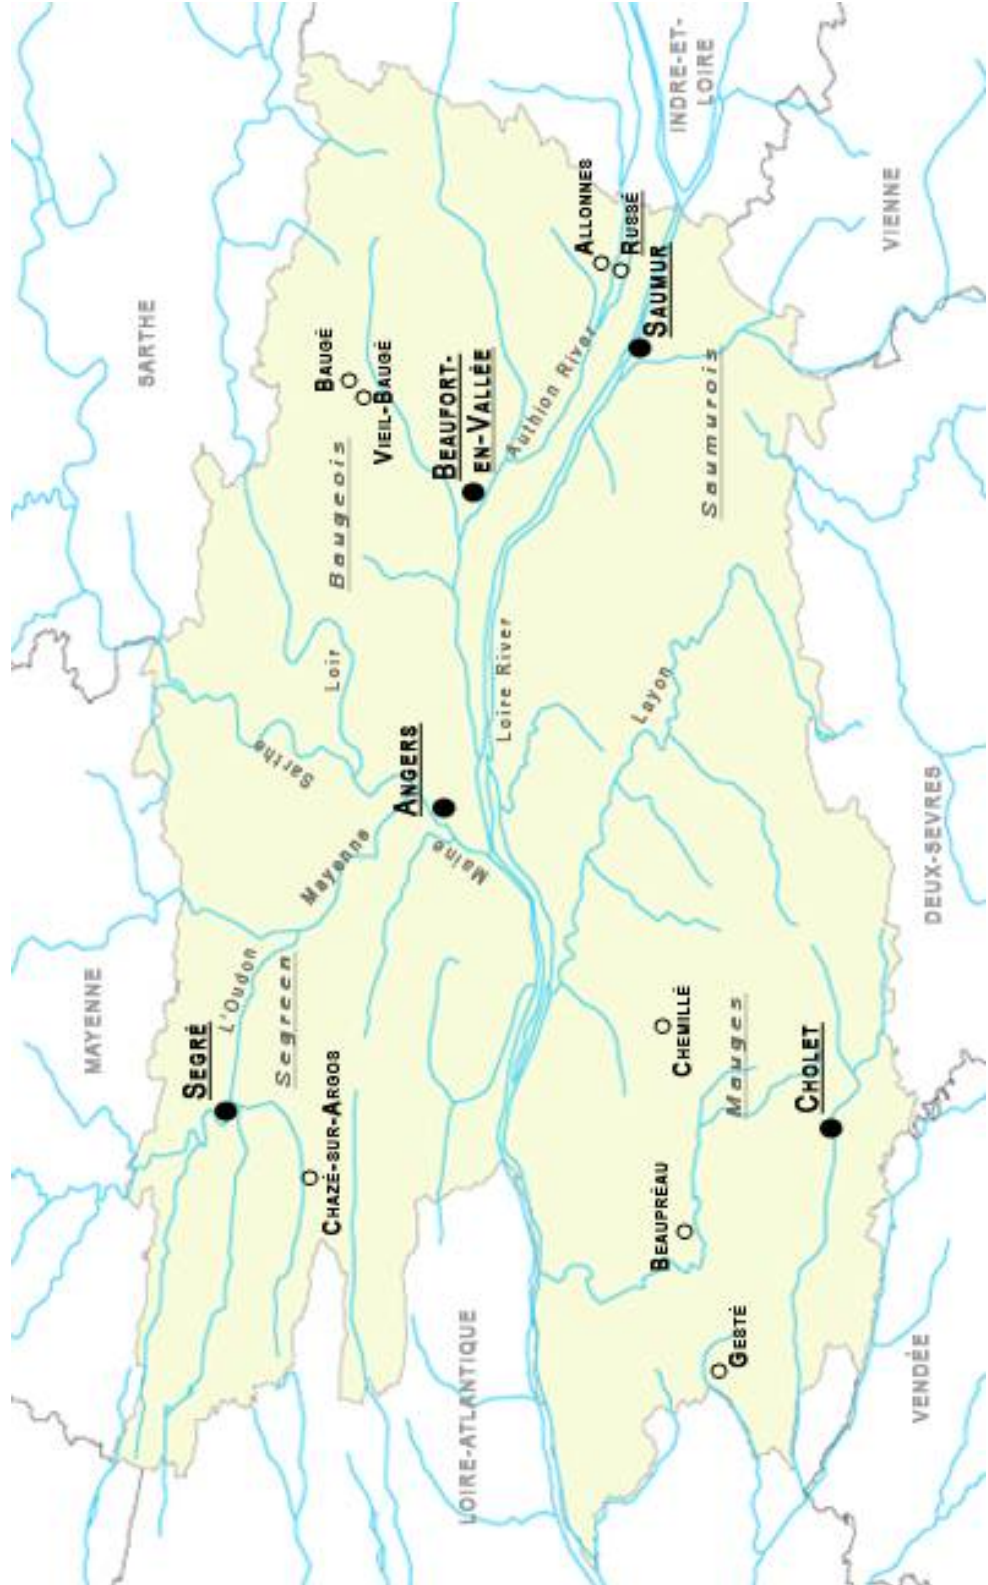 MAYENNE
SARTHE
SEGRÉ
L'Oudon
Segreen
Sarthe
BAUGÉ
VIEIL-BAUGÉ
CHAZÉ-SUR-ARGOS
Mayenne
Loir
Baugeois
ANGERS
Maine
BEAUFORT-
EN-VALLÉE
LOIRE-ATLANTIQUE
Loire River
Authion River
ALLONNES
RUSSÉ
SAUMUR
INDRE-ET-
LOIRE
Layon
BEAUPRÉAU
CHEMILLÉ
Saumurois
GESTÉ
Mauges
CHOLET
VIENNE
VENDÉE
DEUX-SEVRES